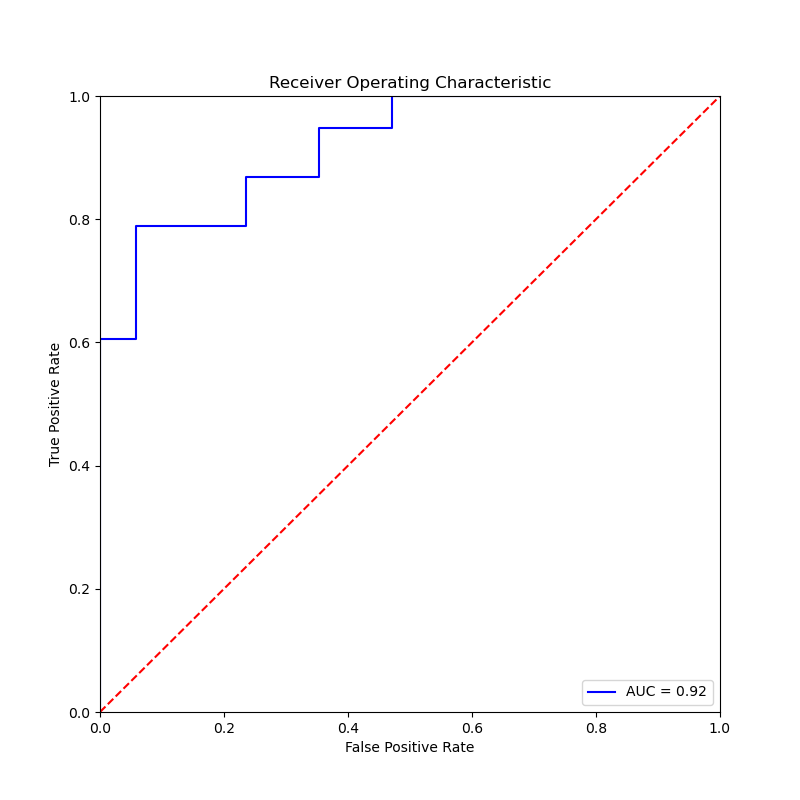 Receiver Operating Characteristic
True Positive Rate
1.0
0.8
0.6
0.4
0.2
0.0
AUC = 0.92
0.0 0.2 0.4 0.6 0.8 1.0
False Positive Rate